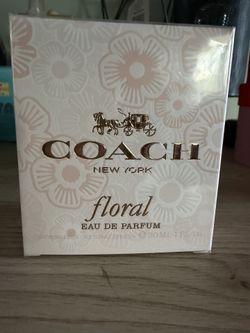 COACH
NEW YORK
floral
EAU DE PARFUM